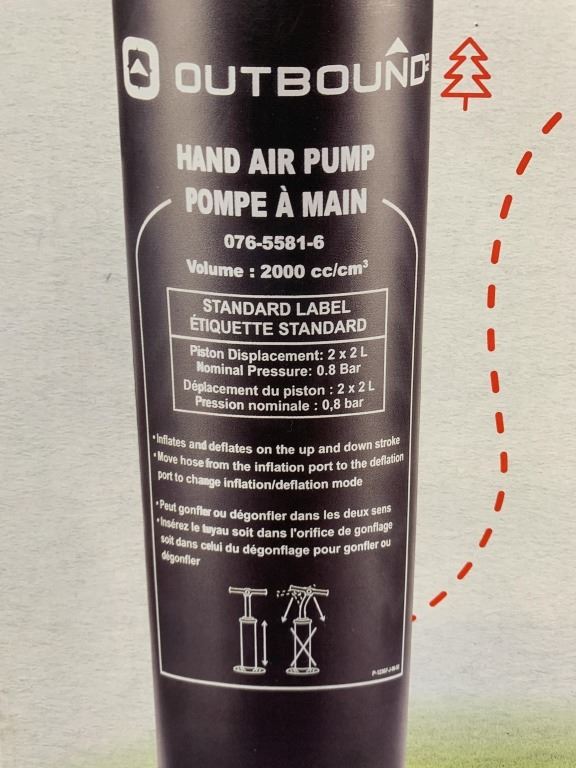 OUTBOUND
HAND AIR PUMP
POMPE À MAIN
076-5581-6
Volume : 2000 cc/cm³
STANDARD LABEL
ÉTIQUETTE STANDARD
Piston Displacement: 2 x 2 L
Nominal Pressure: 0.8 Bar
Déplacement du piston : 2 x 2 L
Pression nominale : 0,8 bar
•Inflates and deflates on the up and down stroke
•Move hose from the inflation port to the deflation
port to change inflation/deflation mode
•Peut gonfler ou dégonfler dans les deux sens
•Insérez le tuyau soit dans l'orifice de gonflage
soit dans celui du dégonflage pour gonfler ou
dégonfler